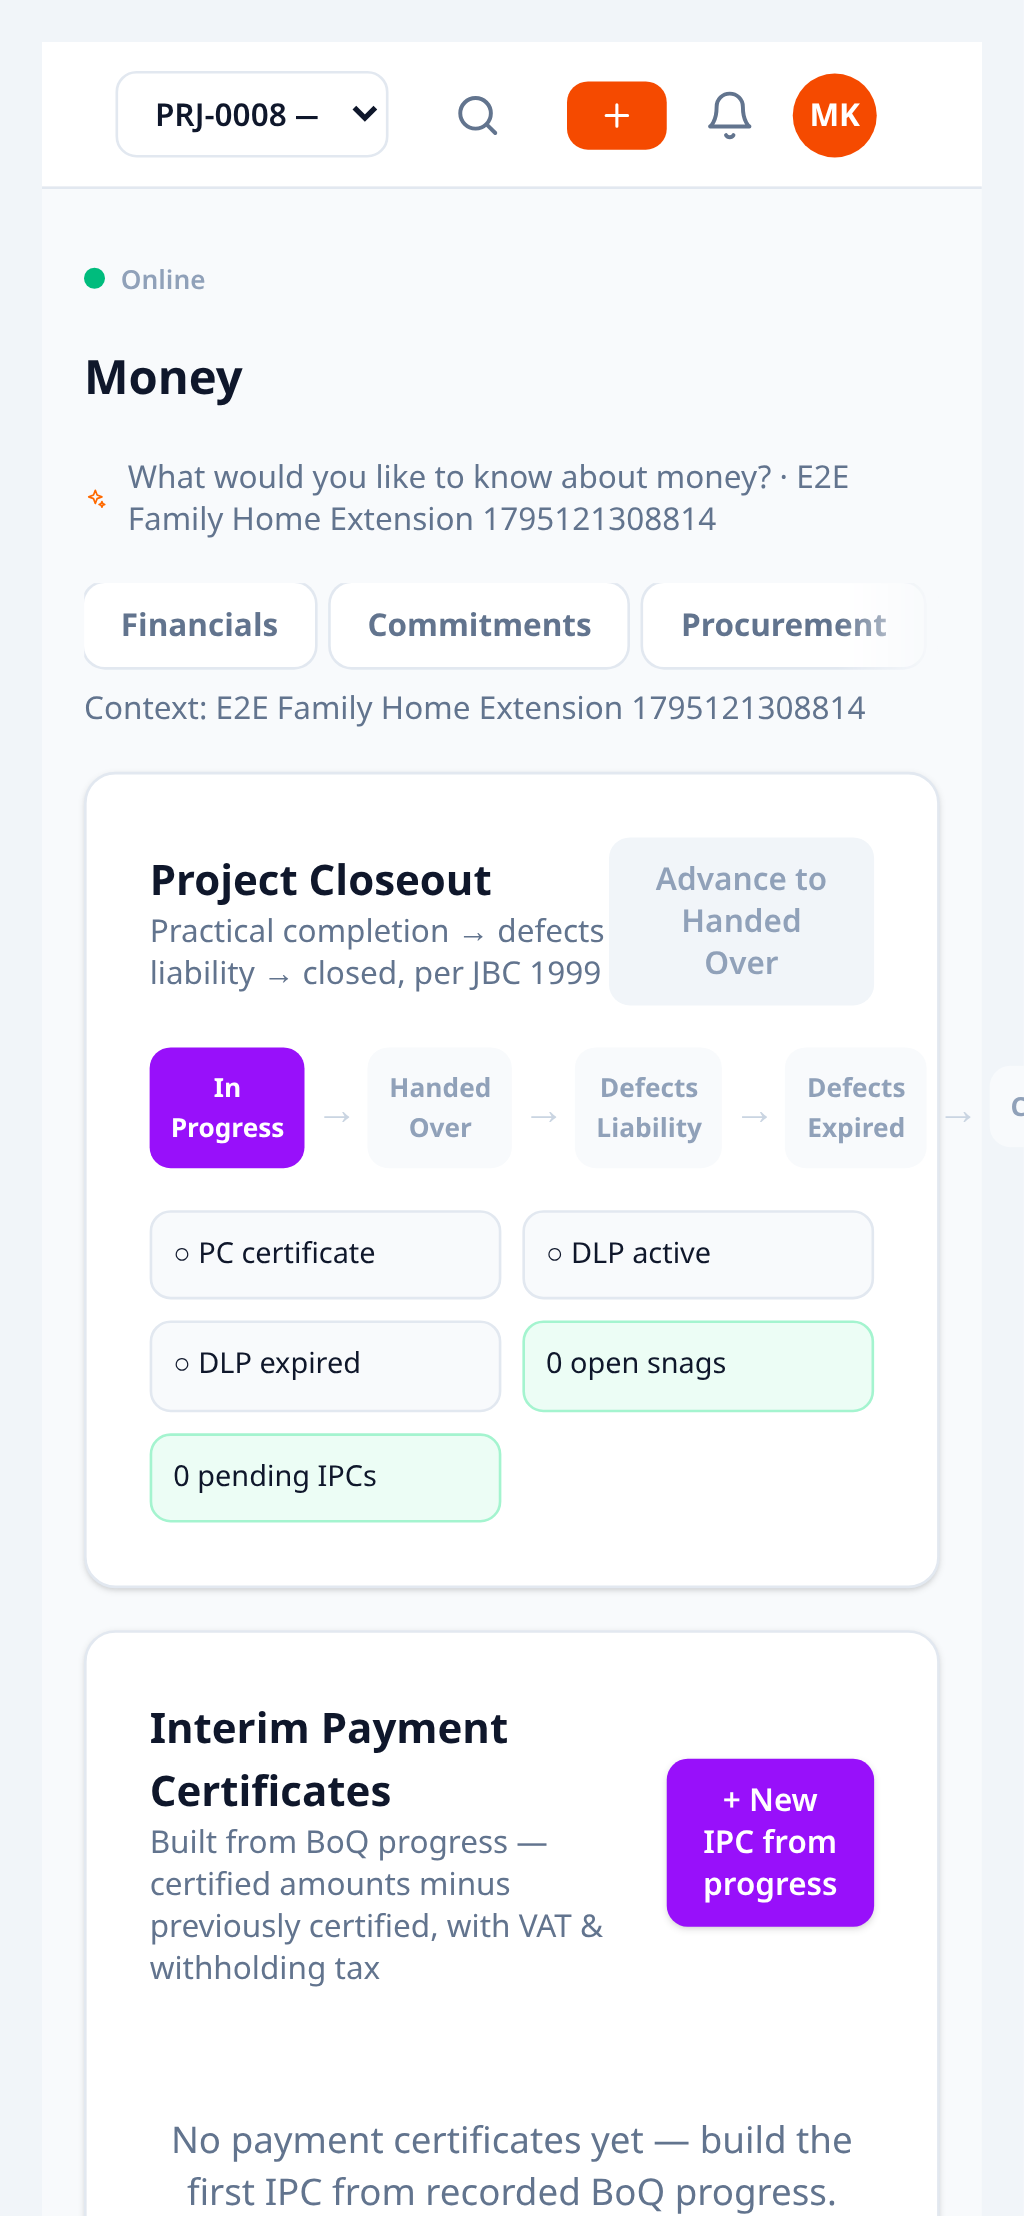 PRJ-0008 —
+
MK
Online
Money
What would you like to know about money? · E2E
Family Home Extension 1795121308814
Financials
Commitments
Procurement
Context: E2E Family Home Extension 1795121308814
Project Closeout
Practical completion → defects
liability → closed, per JBC 1999
Advance to
Handed
Over
In
Progress
→
Handed
Over
→
Defects
Liability
→
Defects
Expired
→
○ PC certificate
○ DLP active
○ DLP expired
0 open snags
0 pending IPCs
Interim Payment
Certificates
Built from BoQ progress —
certified amounts minus
previously certified, with VAT &
withholding tax
+ New
IPC from
progress
No payment certificates yet — build the
first IPC from recorded BoQ progress.